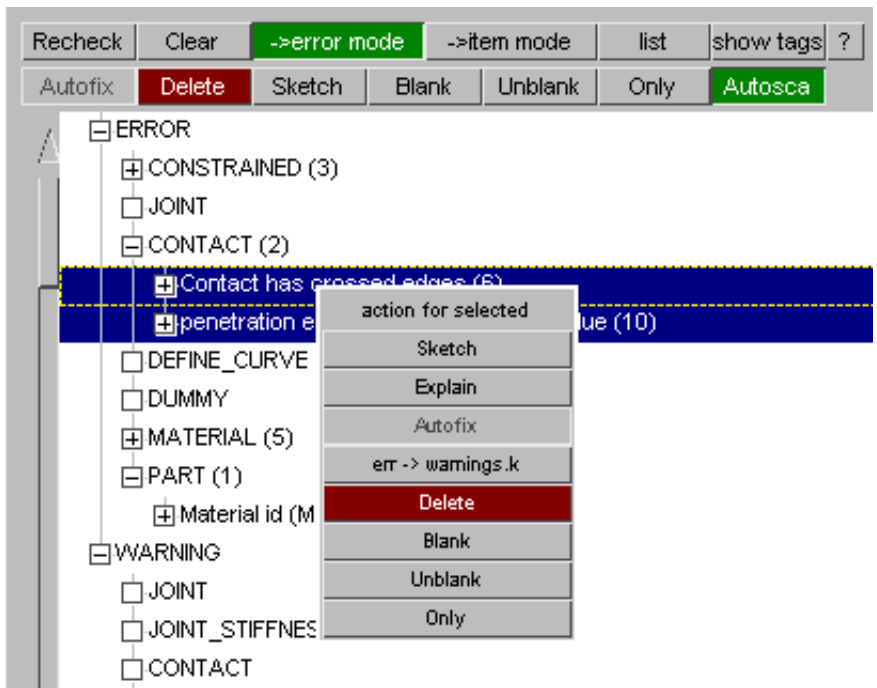 Recheck Clear ->error mode ->item mode list show tags ?
Autofix Delete Sketch Blank Unblank Only Autosca
ERROR
CONSTRAINED (3)
JOINT
CONTACT (2)
Contact has crossed edges (6)
penetration e lue (10)
DEFINE_CURVE
DUMMY
MATERIAL (5)
PART (1)
Material id (M
WARNING
JOINT
JOINT_STIFFNES
CONTACT
action for selected
Sketch
Explain
Autofix
err -> warnings.k
Delete
Blank
Unblank
Only